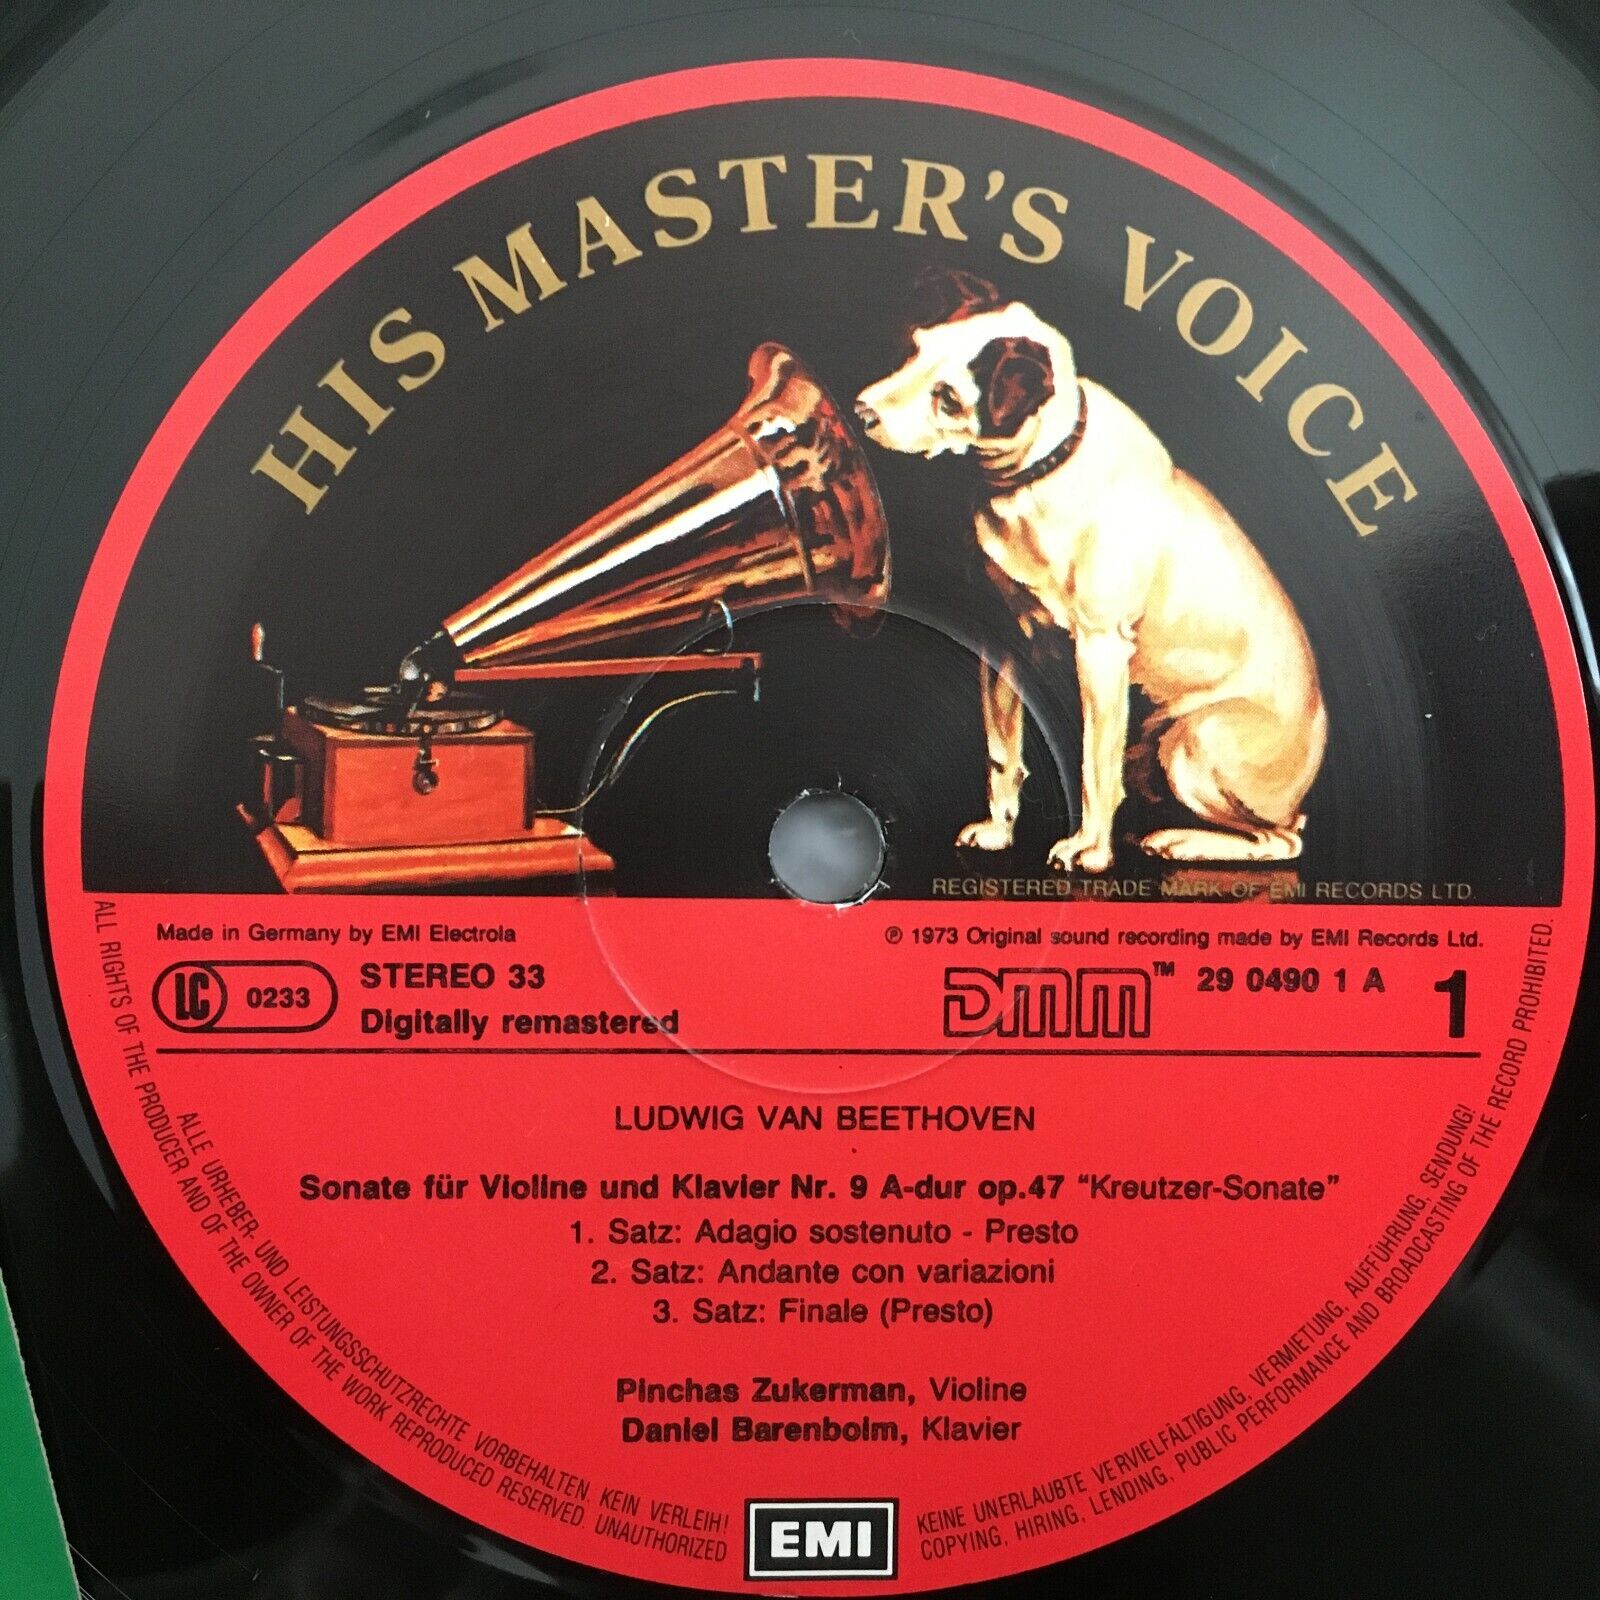 HIS MASTER'S VOICE
REGISTERED TRADE MARK OF EMI RECORDS LTD.
Made in Germany by EMI Electrola
℗ 1973 Original sound recording made by EMI Records Ltd.
LC 0233
STEREO 33
Digitally remastered
DMM™ 29 0490 1 A
1
LUDWIG VAN BEETHOVEN
Sonate für Violine und Klavier Nr. 9 A-dur op.47 "Kreutzer-Sonate"
1. Satz: Adagio sostenuto - Presto
2. Satz: Andante con variazioni
3. Satz: Finale (Presto)
Pinchas Zukerman, Violine
Daniel Barenboim, Klavier
ALLE URHEBER- UND LEISTUNGSSCHUTZRECHTE VORBEHALTEN. KEIN VERLEIH! KEINE UNERLAUBTE VERVIELFÄLTIGUNG, VERMIETUNG, AUFFÜHRUNG, SENDUNG!
ALL RIGHTS OF THE PRODUCER AND OF THE OWNER OF THE WORK REPRODUCED RESERVED. UNAUTHORIZED COPYING, HIRING, LENDING, PUBLIC PERFORMANCE AND BROADCASTING OF THE RECORD PROHIBITED.
EMI